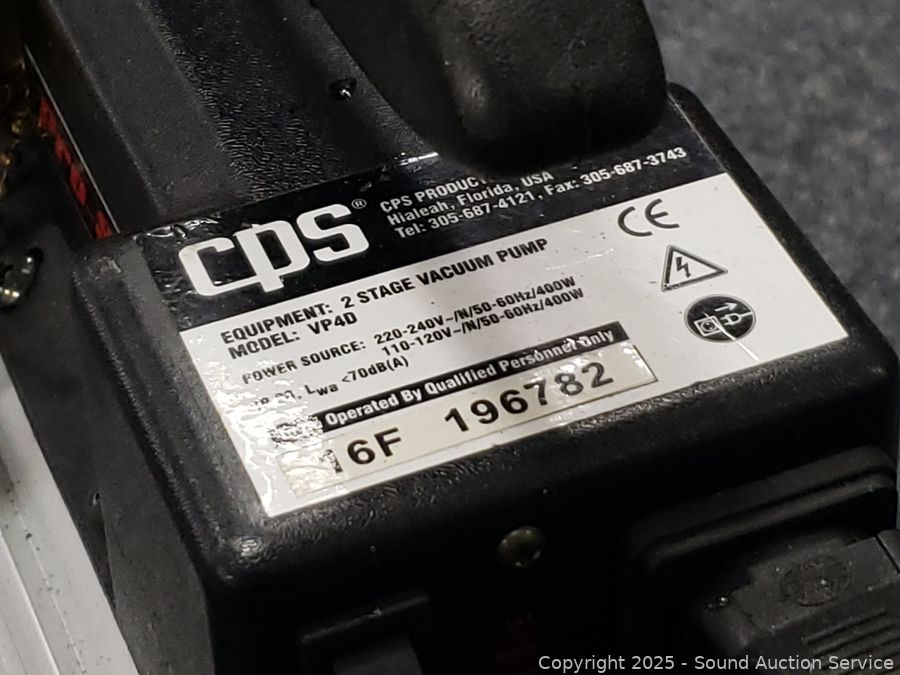 cps®
CPS PRODUC
Hialeah, Florida, USA
Tel: 305-687-4121, Fax: 305-687-3743
CE
EQUIPMENT: 2 STAGE VACUUM PUMP
MODEL: VP4D
POWER SOURCE: 220-240V~/N/50-60Hz/400W
110-120V~/N/50-60Hz/400W
Lwa <70dB(A)
Operated By Qualified Personnel Only
16F 196782
Copyright 2025 - Sound Auction Service